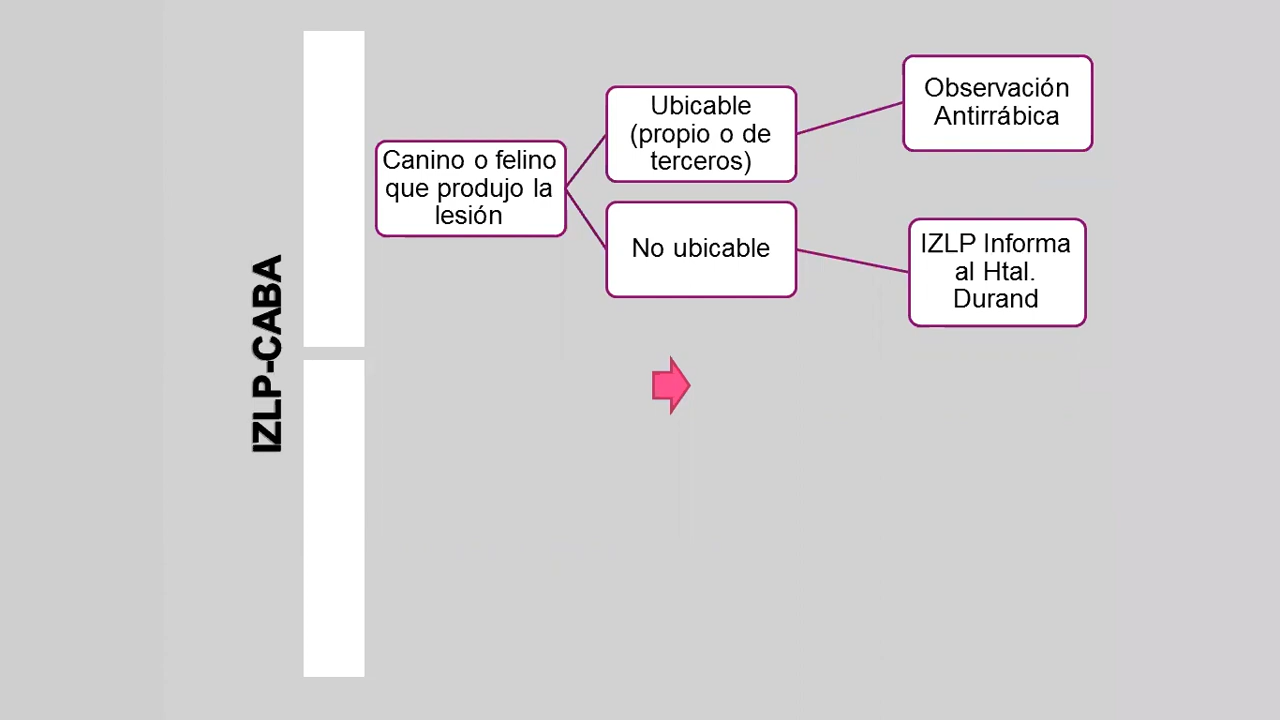 IZLP-CABA
Canino o felino
que produjo la
lesión
Ubicable
(propio o de
terceros)
Observación
Antirrábica
No ubicable
IZLP Informa
al Htal.
Durand